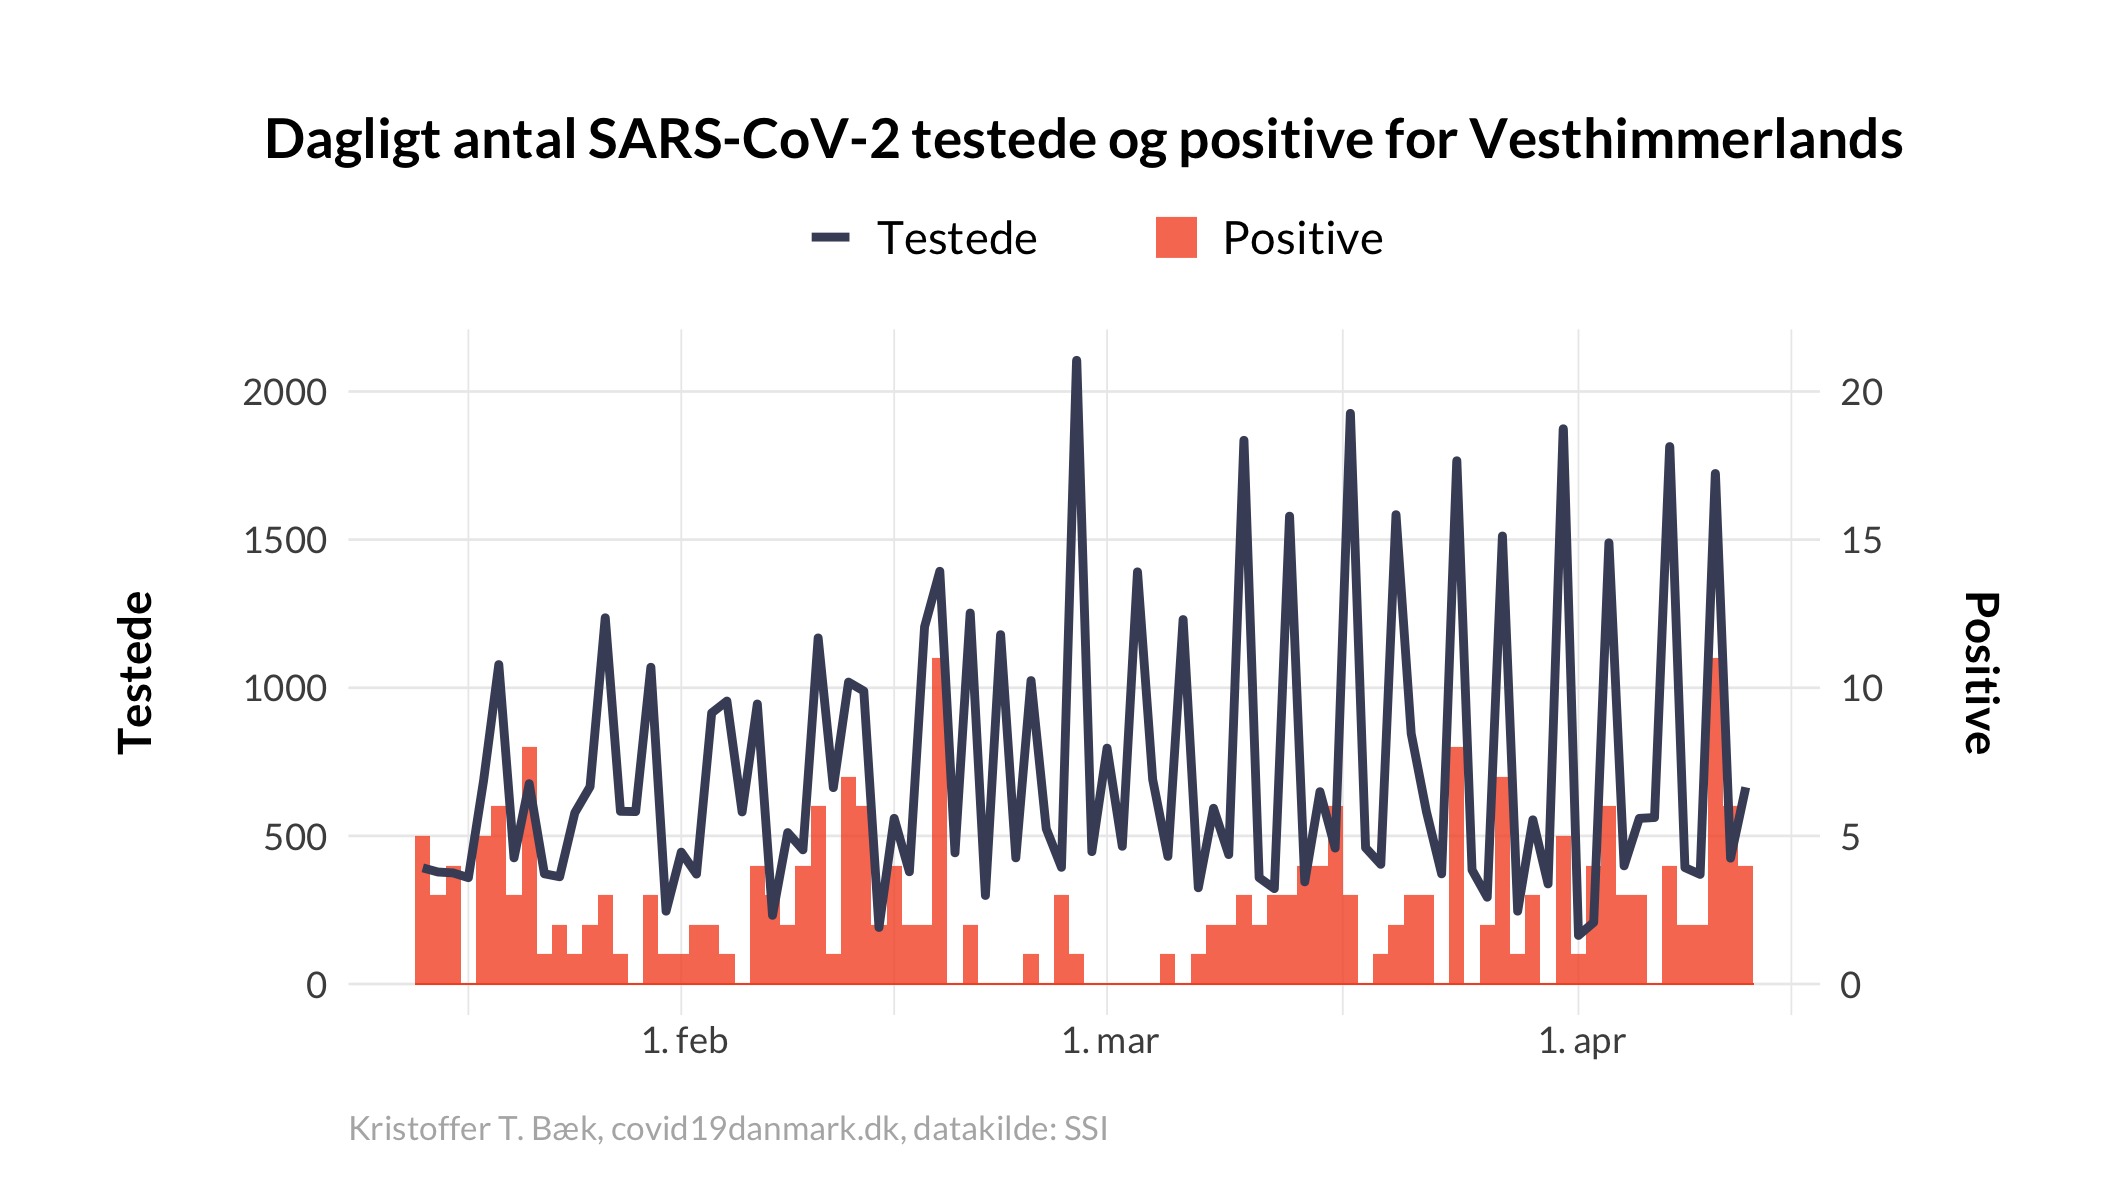 Dagligt antal SARS-CoV-2 testede og positive for Vesthimmerlands
Testede
Positive
2000
1500
1000
500
0
Testede
20
15
10
5
0
Positive
1. feb
1. mar
1. apr
Kristoffer T. Bæk, covid19danmark.dk, datakilde: SSI